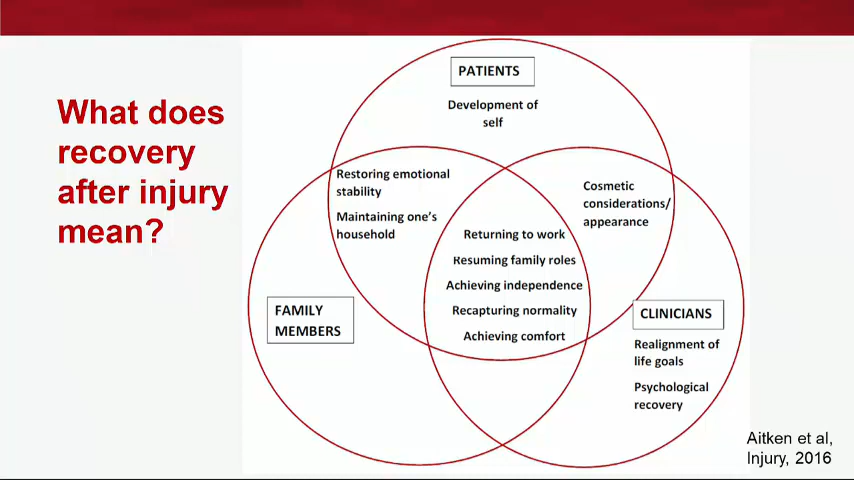 What does
recovery
after injury
mean?
PATIENTS
Development of
self
Restoring emotional
stability
Maintaining one's
household
Cosmetic
considerations/
appearance
Returning to work
Resuming family roles
Achieving independence
Recapturing normality
Achieving comfort
FAMILY
MEMBERS
CLINICIANS
Realignment of
life goals
Psychological
recovery
Aitken et al,
Injury, 2016